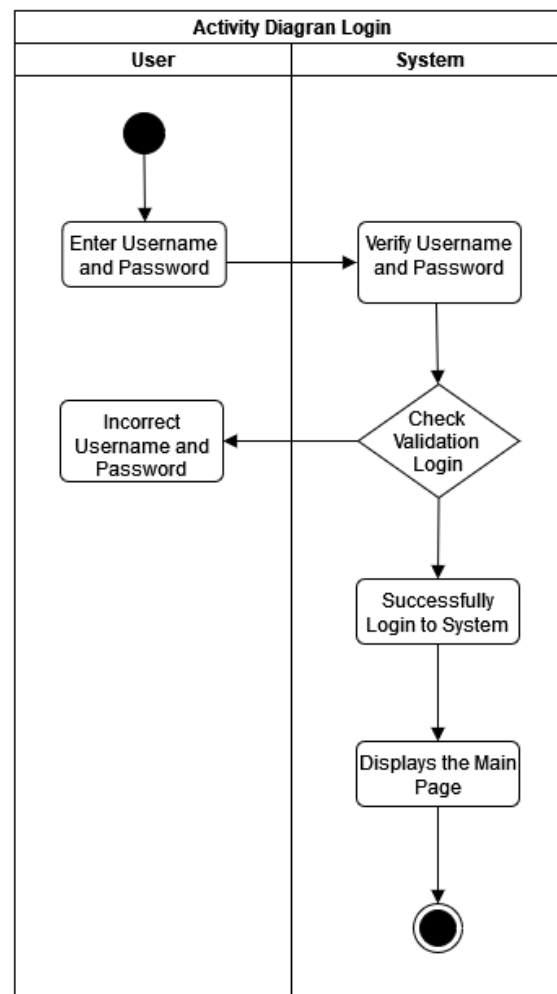 Activity Diagran Login
User
System
Enter Username
and Password
Verify Username
and Password
Incorrect
Username and
Password
Check
Validation
Login
Successfully
Login to System
Displays the Main
Page